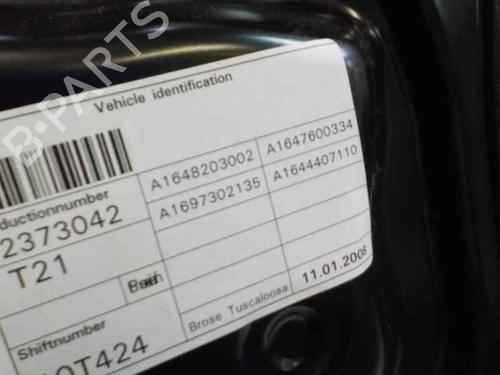 B-PARTS
Vehicle identification
ductionnumber
2373042
T21
A1648203002 A1647600334
A1697302135 A1644407110
Shiftnumber
0T424
Brose Tuscaloosa 11.01.2008